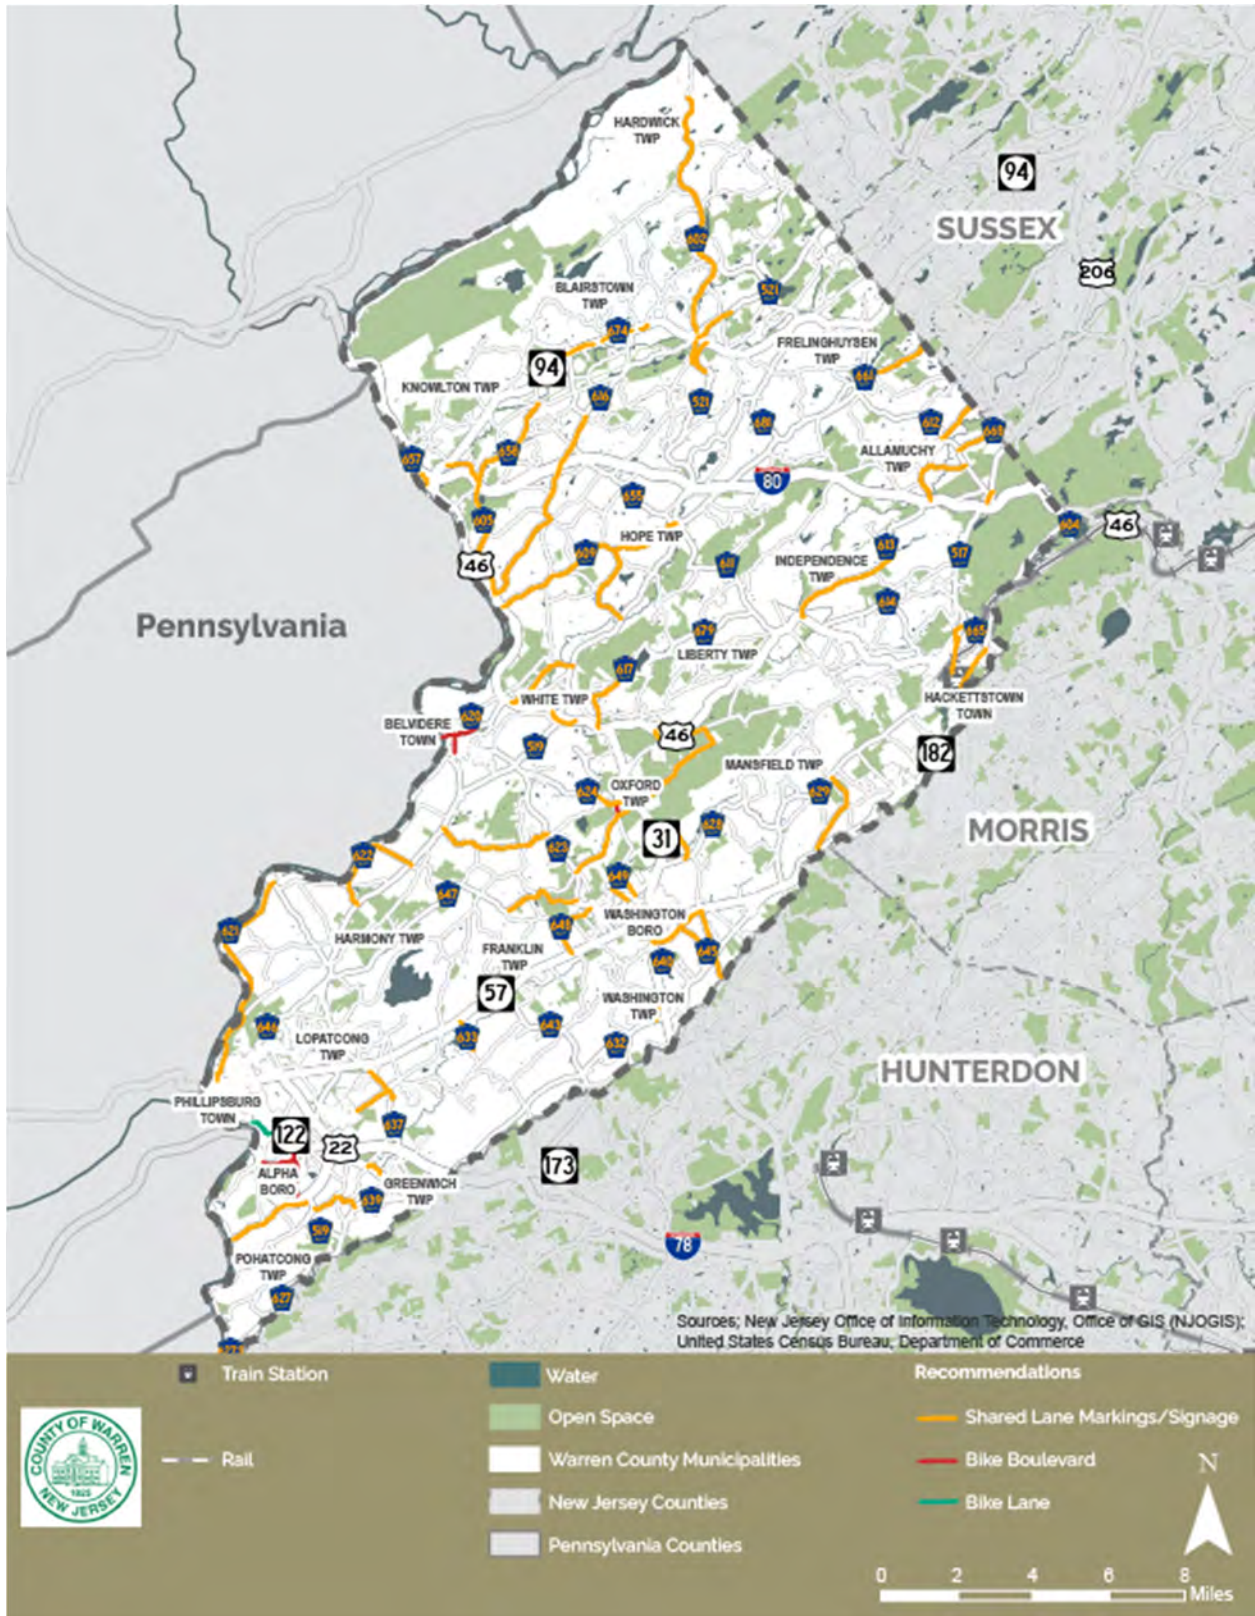 HARDWICK
TWP
94
SUSSEX
602
206
521
BLAIRSTOWN
TWP
674
FRELINGHUYSEN
TWP
94
661
KNOWLTON TWP
616
521
681
612
668
656
657
ALLAMUCHY
TWP
80
655
605
604
46
HOPE TWP
609
613
517
46
611
INDEPENDENCE
TWP
614
Pennsylvania
679
665
LIBERTY TWP
617
WHITE TWP
HACKETTSTOWN
TOWN
620
BELVIDERE
TOWN
519
46
182
MANSFIELD TWP
624
OXFORD
TWP
629
628
MORRIS
31
622
623
649
647
621
WASHINGTON
BORO
648
HARMONY TWP
FRANKLIN
TWP
645
640
57
WASHINGTON
TWP
646
643
633
632
LOPATCONG
TWP
HUNTERDON
PHILLIPSBURG
TOWN
122
637
22
173
ALPHA
BORO
GREENWICH
TWP
639
519
78
POHATCONG
TWP
627
Sources; New Jersey Office of Information Technology, Office of GIS (NJOGIS);
United States Census Bureau, Department of Commerce
Train Station
Rail
Water
Open Space
Warren County Municipalities
New Jersey Counties
Pennsylvania Counties
Recommendations
Shared Lane Markings/Signage
Bike Boulevard
Bike Lane
COUNTY OF WARREN
1825
NEW JERSEY
N
0 2 4 6 8
Miles